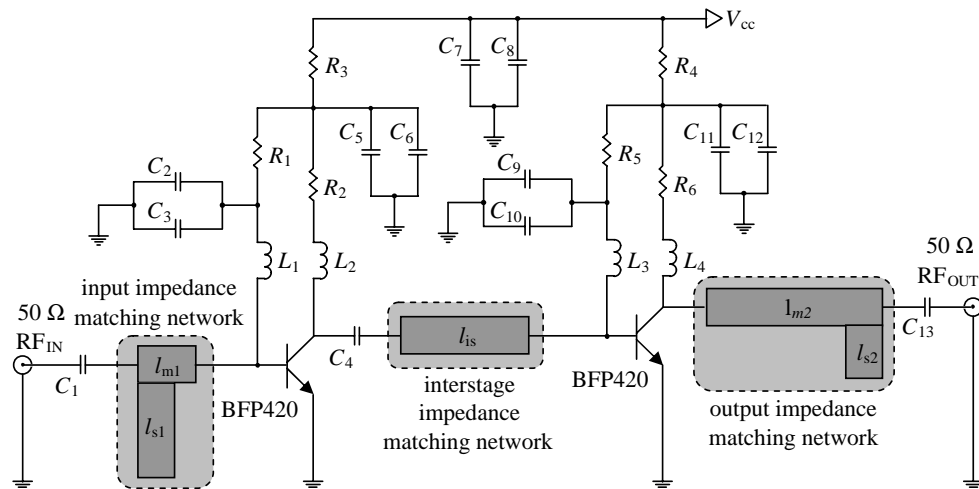 V_cc
C_7
C_8
R_3
R_4
C_5
C_6
C_11
C_12
R_1
R_5
C_2
C_9
R_2
R_6
C_3
C_10
L_1
L_2
L_3
L_4
50 Ω
RF_OUT
input impedance
matching network
50 Ω
RF_IN
C_1
l_m1
l_s1
BFP420
C_4
l_is
interstage
impedance
matching network
BFP420
l_m2
l_s2
C_13
output impedance
matching network